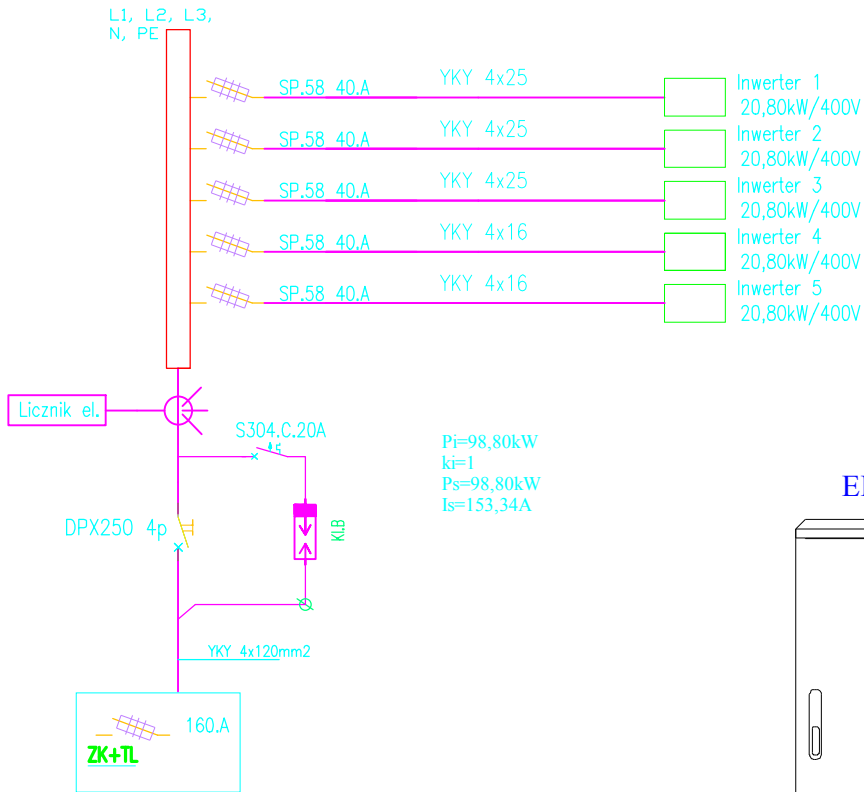 L1, L2, L3,
N, PE
SP.58 40.A
YKY 4x25
Inwerter 1
20,80kW/400V
SP.58 40.A
YKY 4x25
Inwerter 2
20,80kW/400V
SP.58 40.A
YKY 4x25
Inwerter 3
20,80kW/400V
SP.58 40.A
YKY 4x16
Inwerter 4
20,80kW/400V
SP.58 40.A
YKY 4x16
Inwerter 5
20,80kW/400V
Licznik el.
S304.C.20A
Pi=98,80kW
ki=1
Ps=98,80kW
Is=153,34A
DPX250 4p
Kl.B
YKY 4x120mm2
160.A
ZK+TL